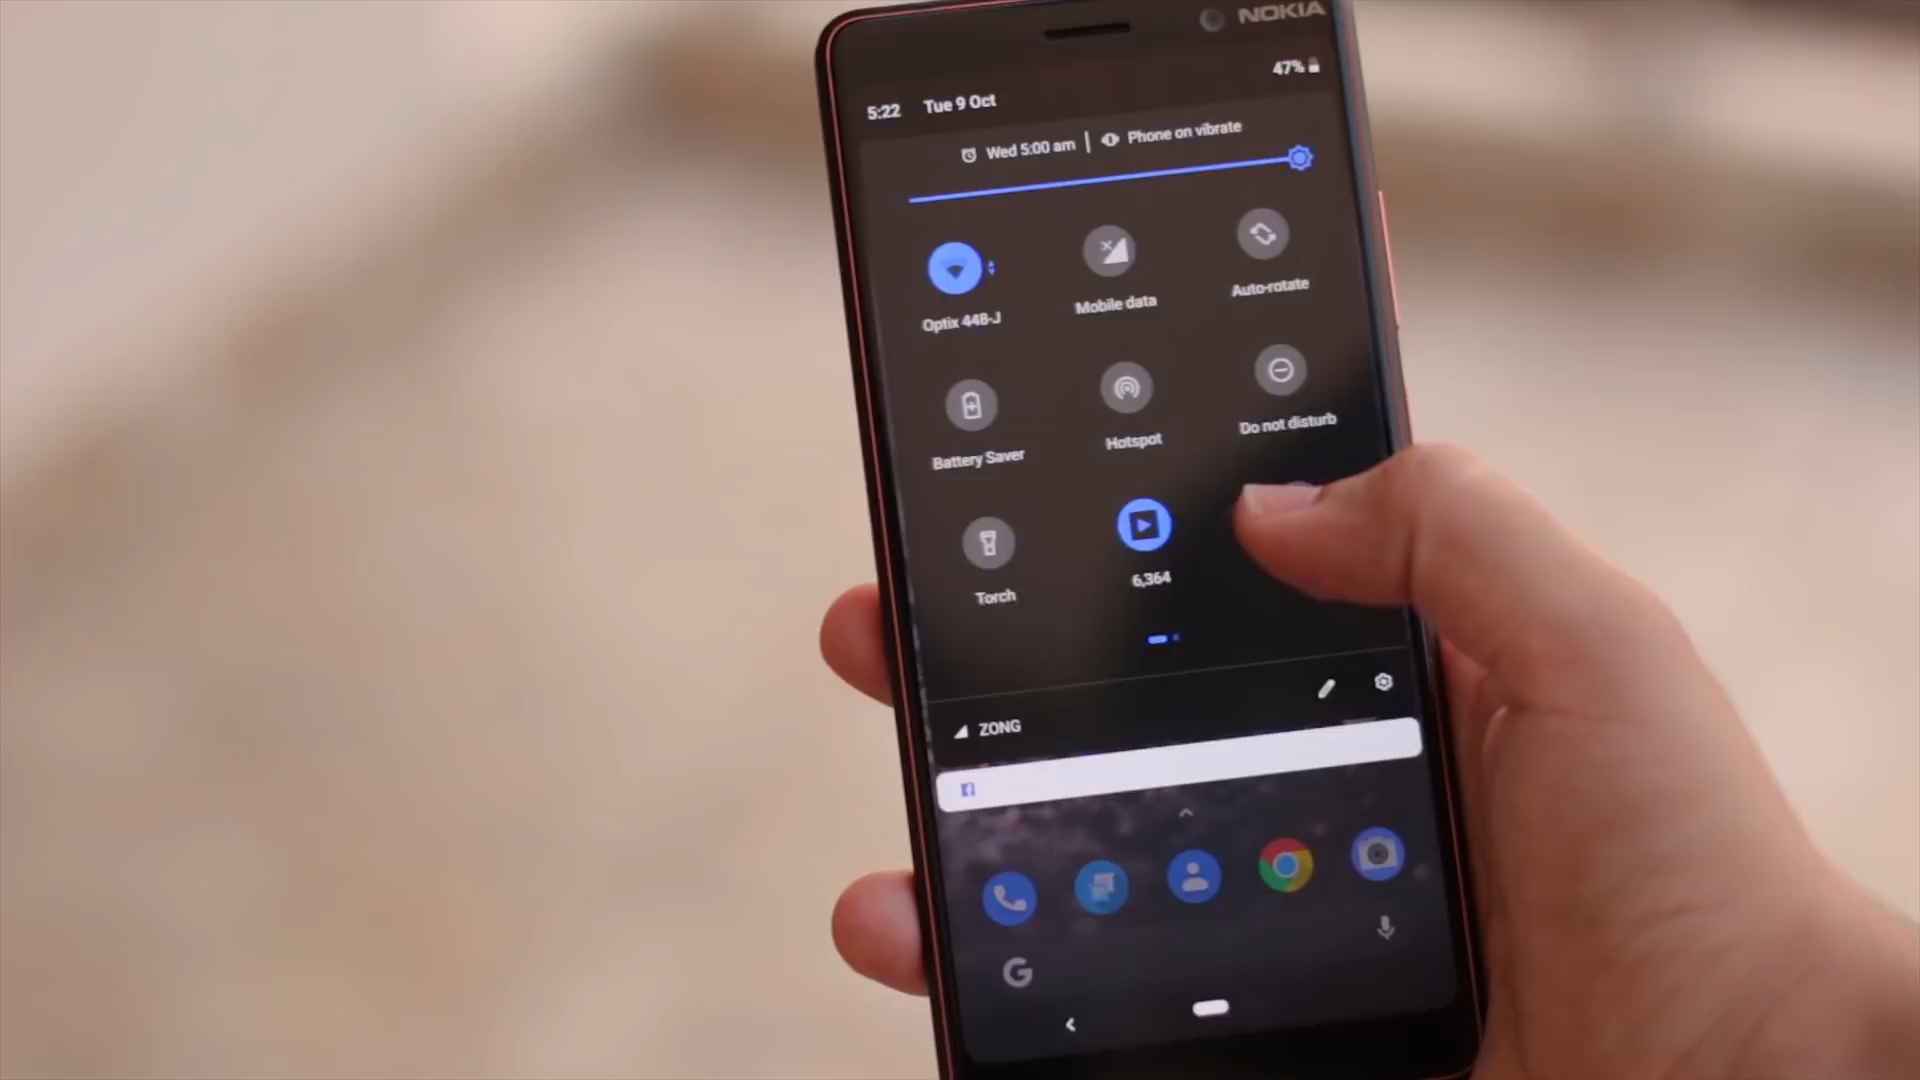 NOKIA
47%
5:22 Tue 9 Oct
Wed 5:00 am | Phone on vibrate
Optix 44B-J
Mobile data
Auto-rotate
Battery Saver
Hotspot
Do not disturb
Torch
6,364
ZONG